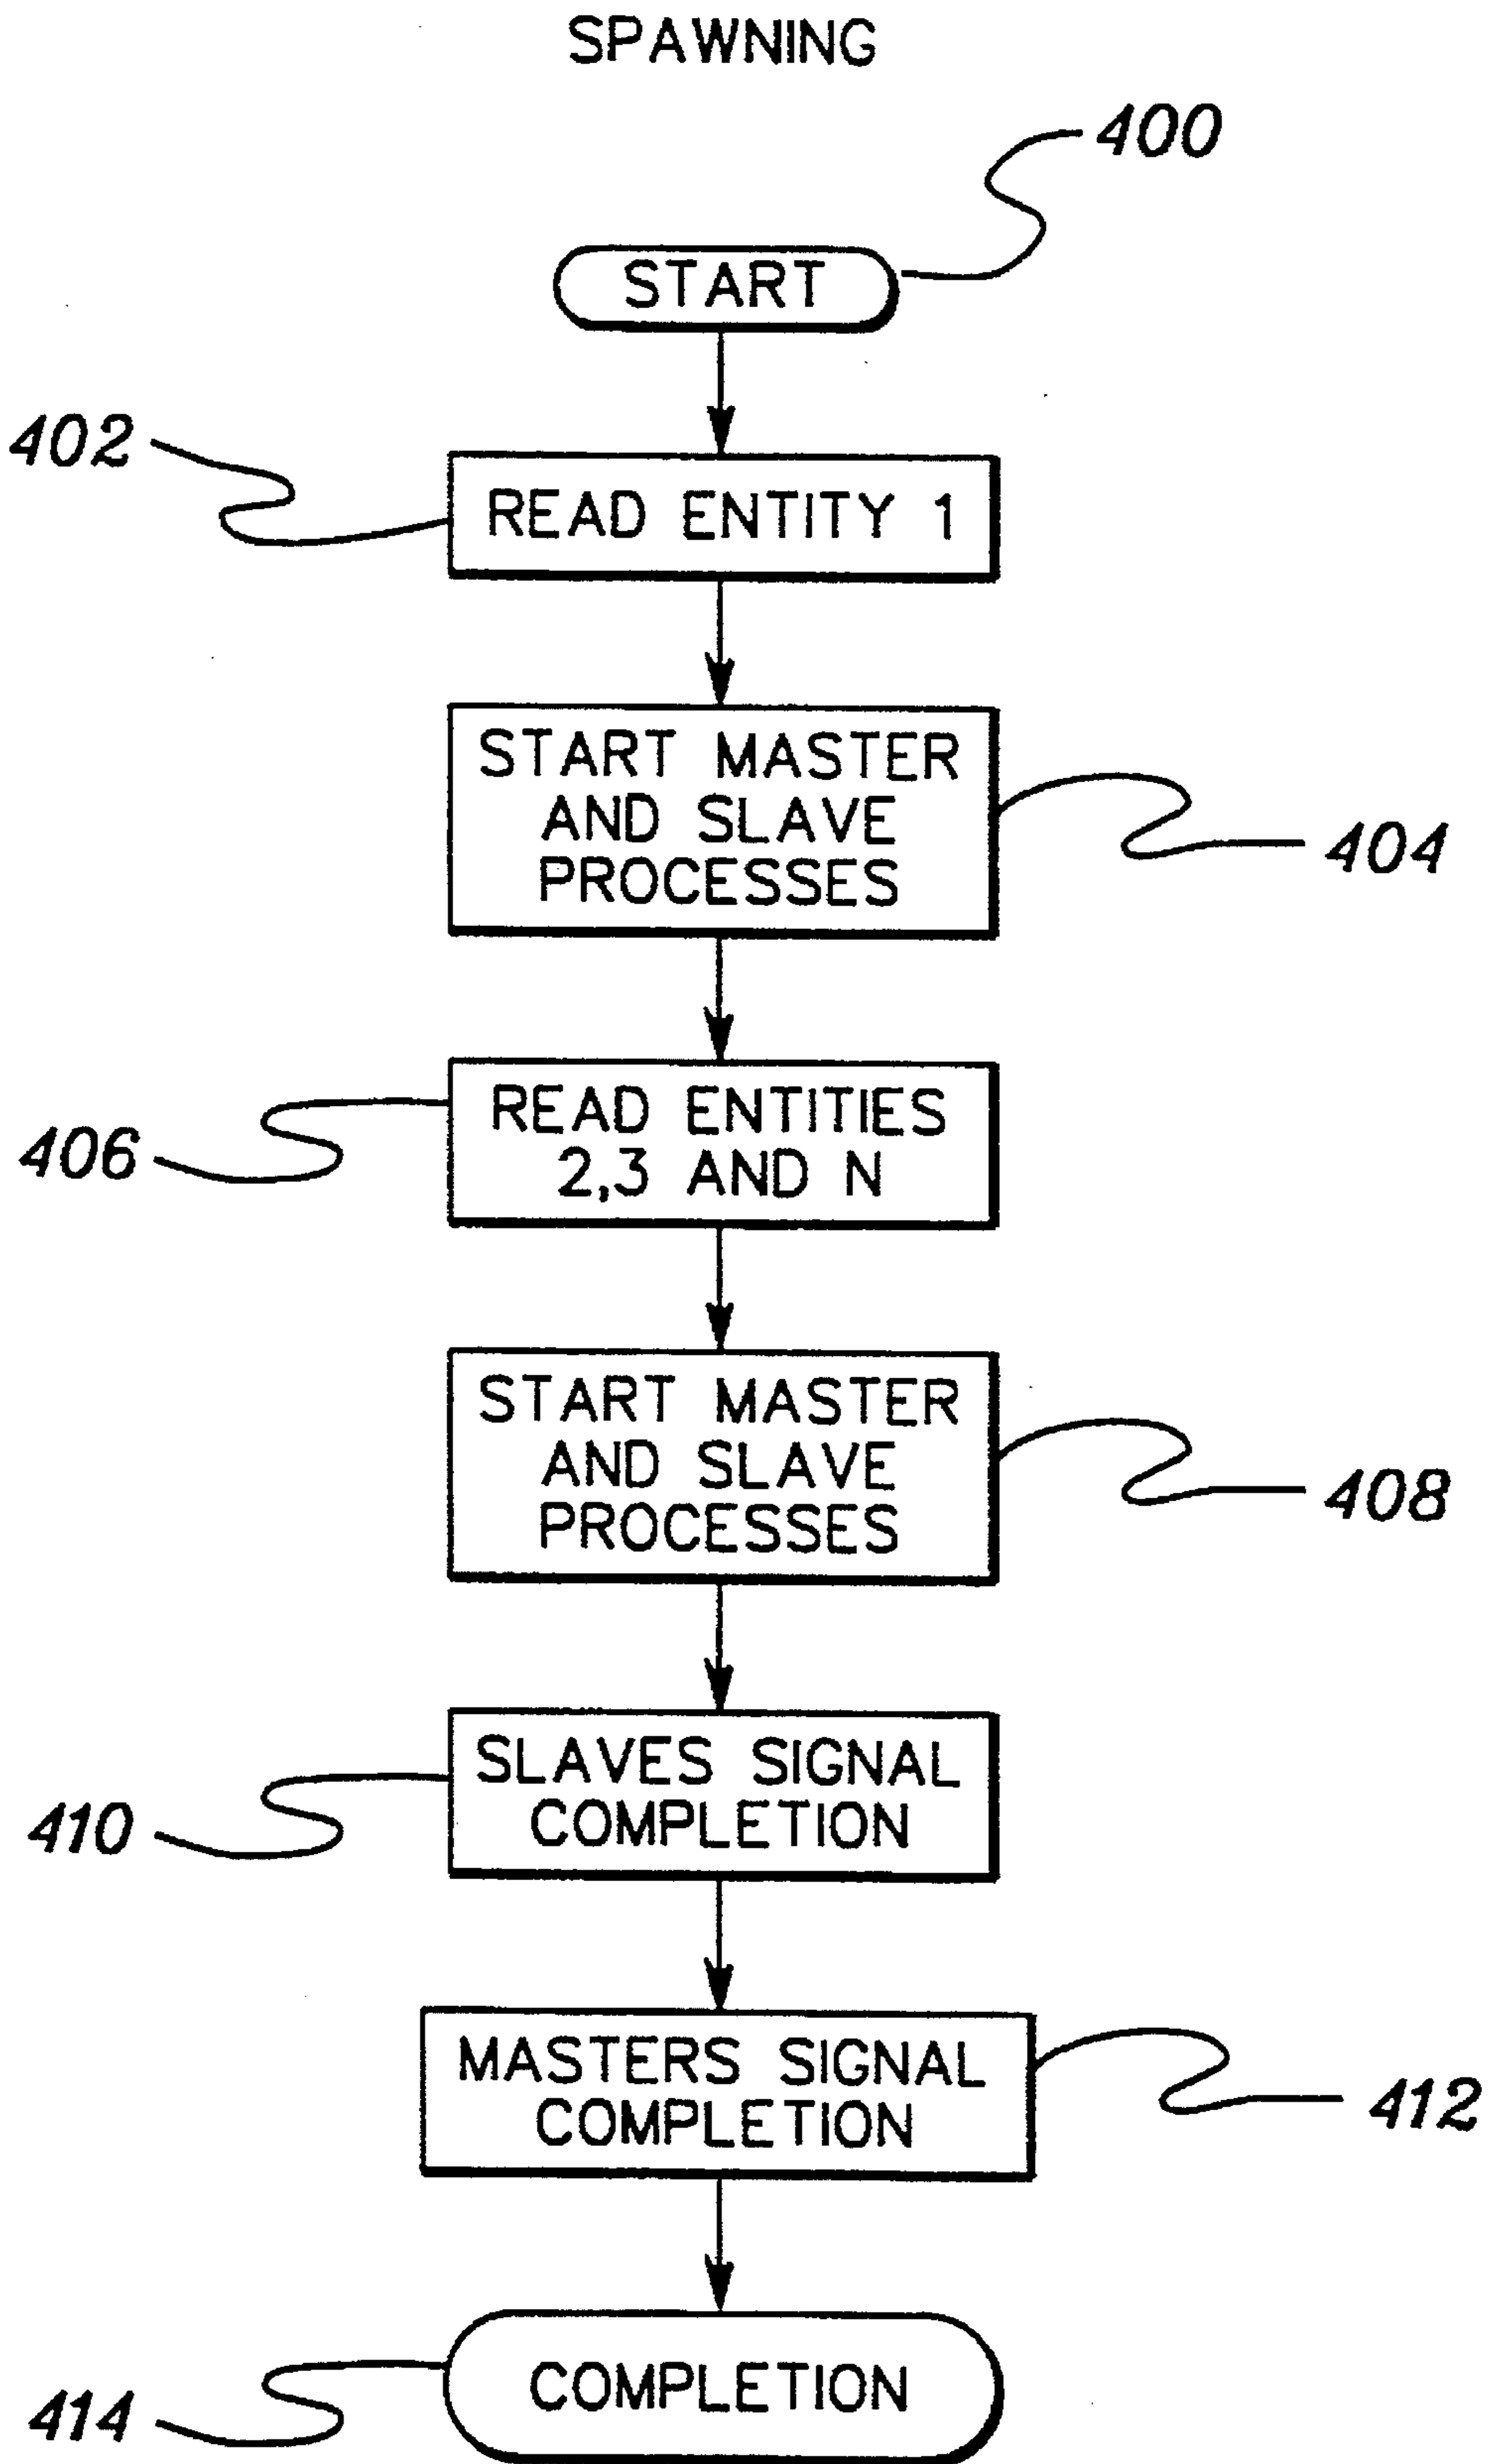 SPAWNING
400
START
402
READ ENTITY 1
START MASTER
AND SLAVE
PROCESSES
404
READ ENTITIES
2,3 AND N
406
START MASTER
AND SLAVE
PROCESSES
408
SLAVES SIGNAL
COMPLETION
410
MASTERS SIGNAL
COMPLETION
412
COMPLETION
414